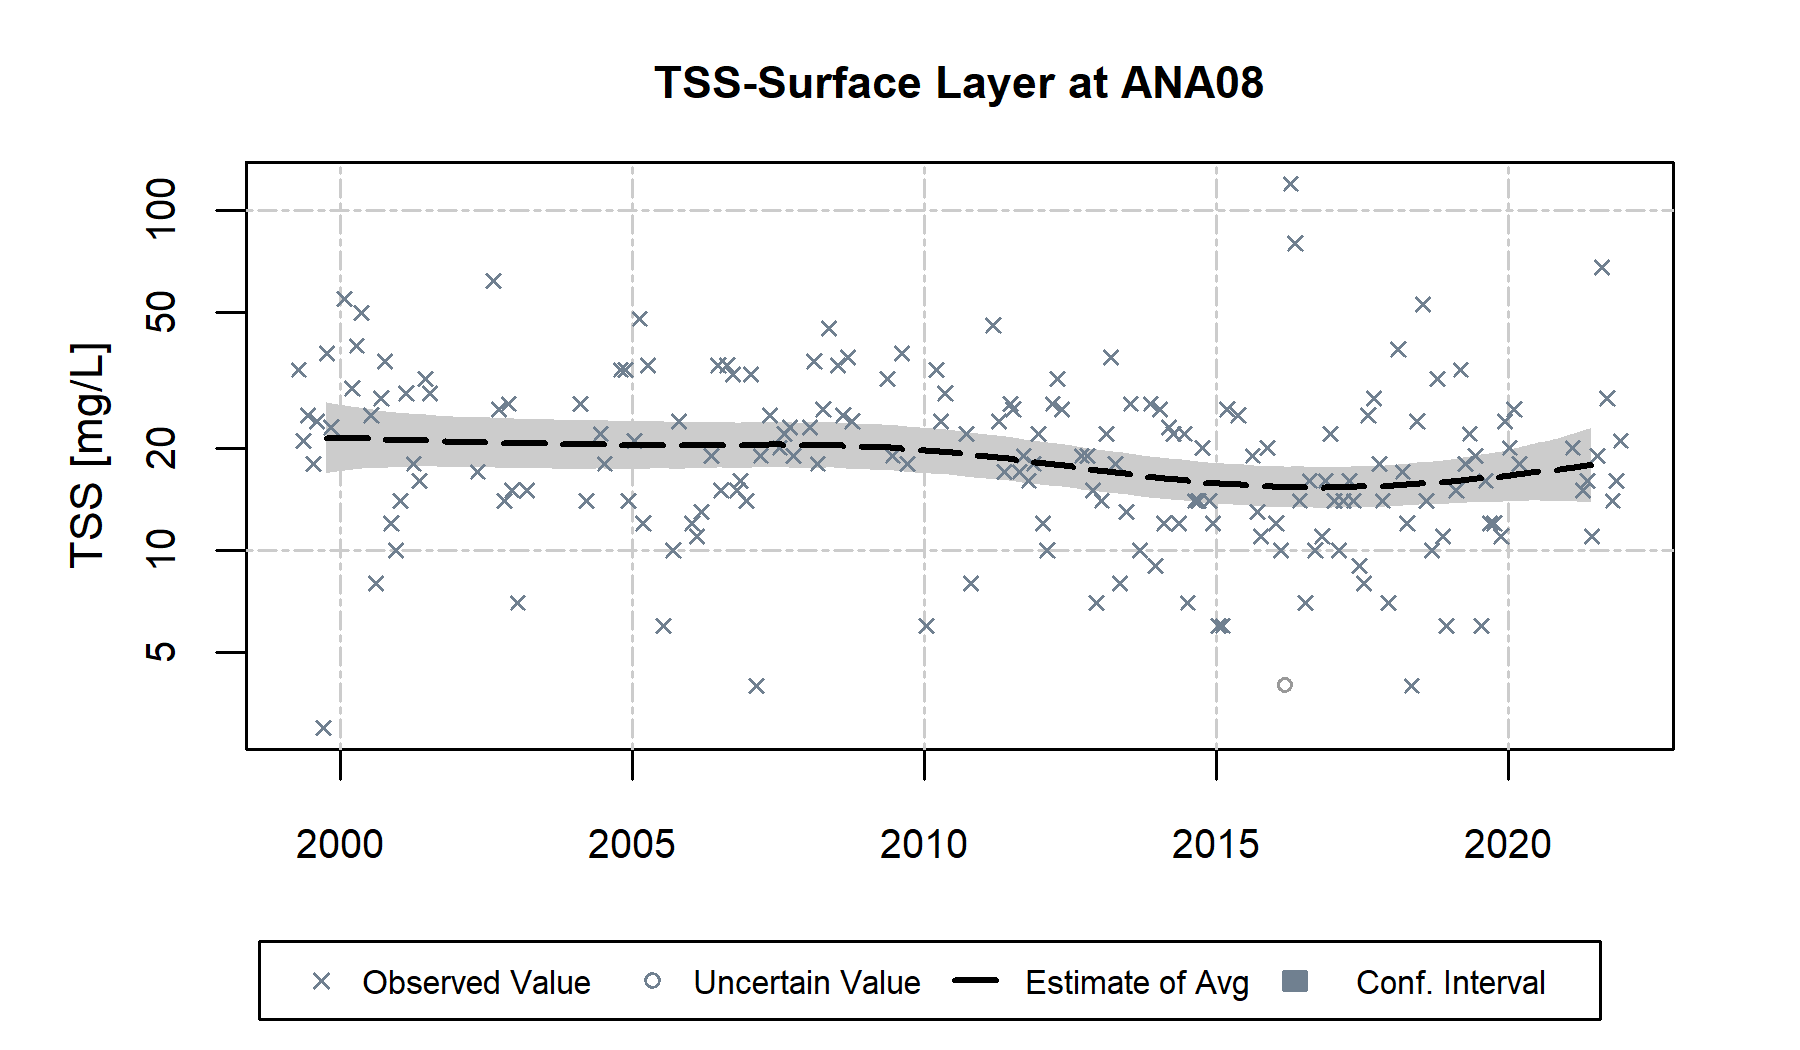 TSS-Surface Layer at ANA08
TSS [mg/L]
100
50
20
10
5
2000 2005 2010 2015 2020
Observed Value Uncertain Value Estimate of Avg Conf. Interval